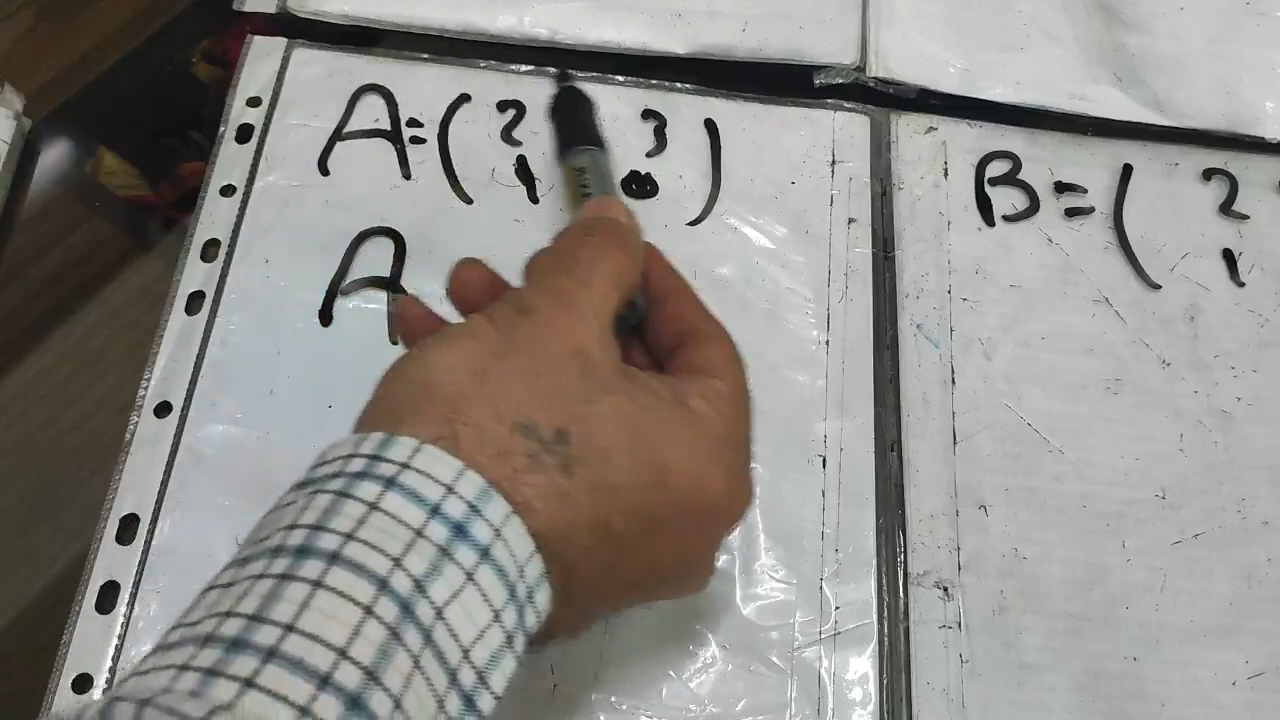 A = ( 2 3
1 0 )
A
B = ( 2
1